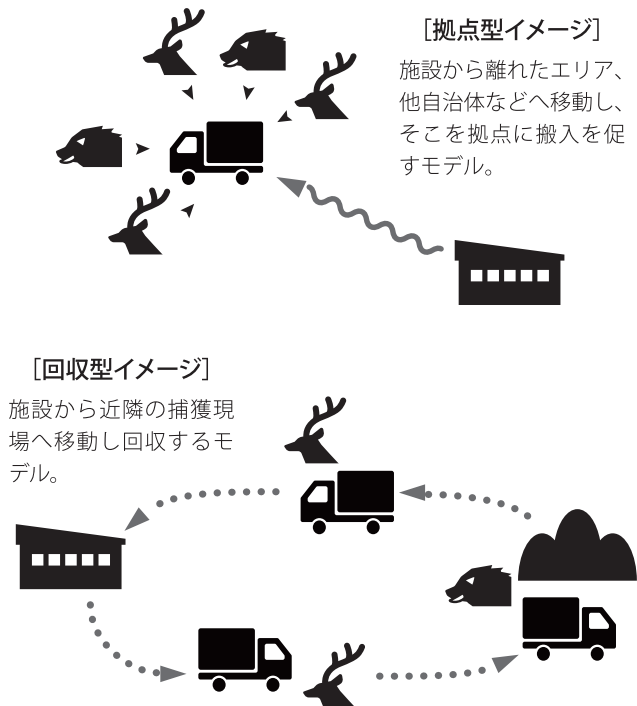 ［拠点型イメージ］
施設から離れたエリア、
他自治体などへ移動し、
そこを拠点に搬入を促
すモデル。
［回収型イメージ］
施設から近隣の捕獲現
場へ移動し回収するモ
デル。